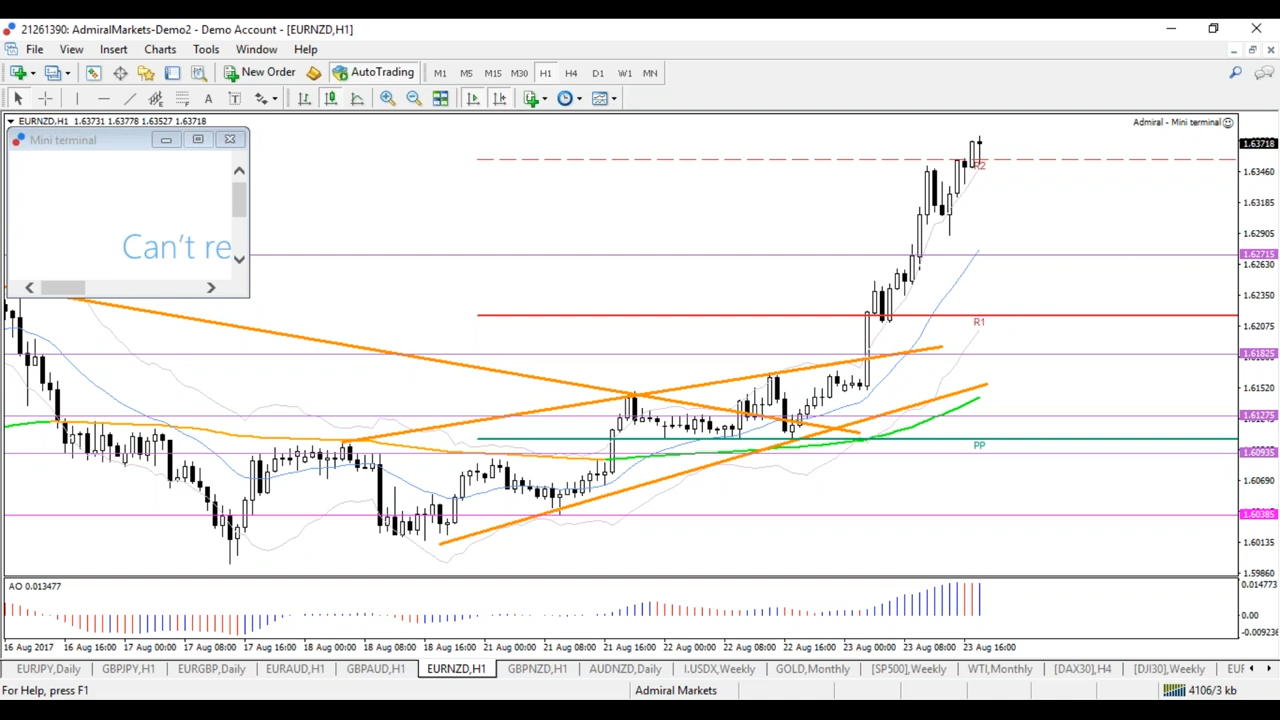 21261390: AdmiralMarkets-Demo2 - Demo Account - [EURNZD,H1]
File View Insert Charts Tools Window Help
New Order AutoTrading M1 M5 M15 M30 H1 H4 D1 W1 MN
A T
EURNZD,H1 1.63731 1.63778 1.63527 1.63718
Admiral - Mini terminal
Mini terminal
Can't re
1.63718
R2
1.63460
1.63185
1.62905
1.62715
1.62630
1.62350
R1
1.62075
1.61825
1.61520
1.61275
PP
1.60935
1.60690
1.60385
1.60135
1.59860
AO 0.013477
0.014773
0.00
-0.009236
16 Aug 2017 16 Aug 16:00 17 Aug 00:00 17 Aug 08:00 17 Aug 16:00 18 Aug 00:00 18 Aug 08:00 18 Aug 16:00 21 Aug 00:00 21 Aug 08:00 21 Aug 16:00 22 Aug 00:00 22 Aug 08:00 22 Aug 16:00 23 Aug 00:00 23 Aug 08:00 23 Aug 16:00
EURJPY,Daily GBPJPY,H1 EURGBP,Daily EURAUD,H1 GBPAUD,H1 EURNZD,H1 GBPNZD,H1 AUDNZD,Daily I.USDX,Weekly GOLD,Monthly [SP500],Weekly WTI,Monthly [DAX30],H4 [DJI30],Weekly EUF
For Help, press F1 Admiral Markets 4106/3 kb